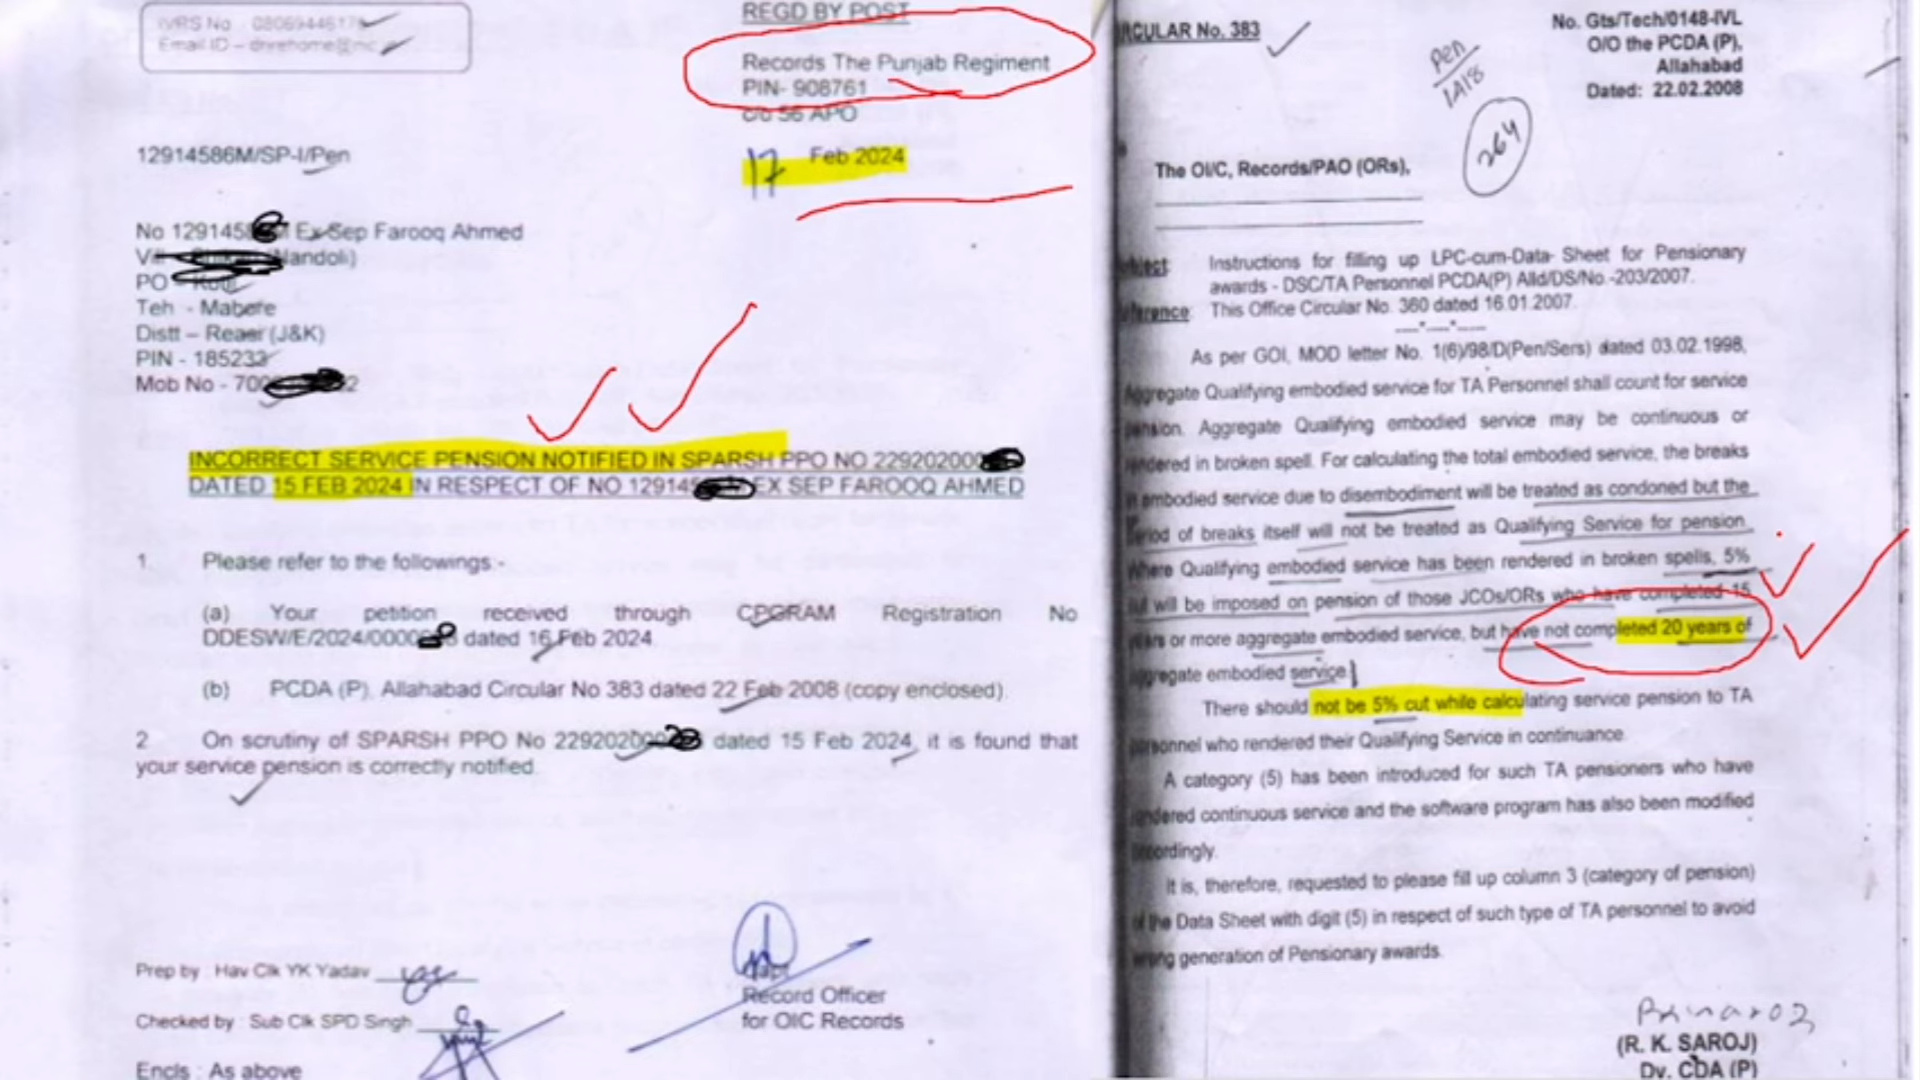 IVRS No - 0806944617
Email ID – dhrehome@nic
REGD BY POST
Records The Punjab Regiment
PIN- 908761
c/o 56 APO
12914586M/SP-I/Pen
17 Feb 2024
No 129145 Ex-Sep Farooq Ahmed
Vill (Nandoli)
PO -
Teh - Mahore
Distt – Reaer (J&K)
PIN - 185233
Mob No - 70 2
INCORRECT SERVICE PENSION NOTIFIED IN SPARSH PPO NO 229202000
DATED 15 FEB 2024 IN RESPECT OF NO 12914 EX SEP FAROOQ AHMED
1. Please refer to the followings:-
(a) Your petition received through CPGRAM Registration No
DDESW/E/2024/0000 dated 16 Feb 2024.
(b) PCDA (P), Allahabad Circular No 383 dated 22 Feb 2008 (copy enclosed).
2. On scrutiny of SPARSH PPO No 22920200 dated 15 Feb 2024, it is found that
your service pension is correctly notified.
Prep by : Hav Clk YK Yadav
Record Officer
Checked by : Sub Clk SPD Singh
for OIC Records
Encls : As above
RCULAR No. 383
No. Gts/Tech/0148-IVL
O/O the PCDA (P),
Allahabad
Dated: 22.02.2008
Pen
1A118
264
The OI/C, Records/PAO (ORs),
bject: Instructions for filling up LPC-cum-Data- Sheet for Pensionary
awards - DSC/TA Personnel PCDA(P) Alld/DS/No.-203/2007.
ference: This Office Circular No. 360 dated 16.01.2007.
As per GOI, MOD letter No. 1(6)/98/D(Pen/Sers) dated 03.02.1998,
Aggregate Qualifying embodied service for TA Personnel shall count for service
pension. Aggregate Qualifying embodied service may be continuous or
rendered in broken spell. For calculating the total embodied service, the breaks
in embodied service due to disembodiment will be treated as condoned but the
period of breaks itself will not be treated as Qualifying Service for pension.
Where Qualifying embodied service has been rendered in broken spells, 5%
cut will be imposed on pension of those JCOs/ORs who have completed 15
years or more aggregate embodied service, but have not completed 20 years of
aggregate embodied service.
There should not be 5% cut while calculating service pension to TA
personnel who rendered their Qualifying Service in continuance.
A category (5) has been introduced for such TA pensioners who have
rendered continuous service and the software program has also been modified
accordingly.
It is, therefore, requested to please fill up column 3 (category of pension)
of the Data Sheet with digit (5) in respect of such type of TA personnel to avoid
wrong generation of Pensionary awards.
(R. K. SAROJ)
Dy. CDA (P)